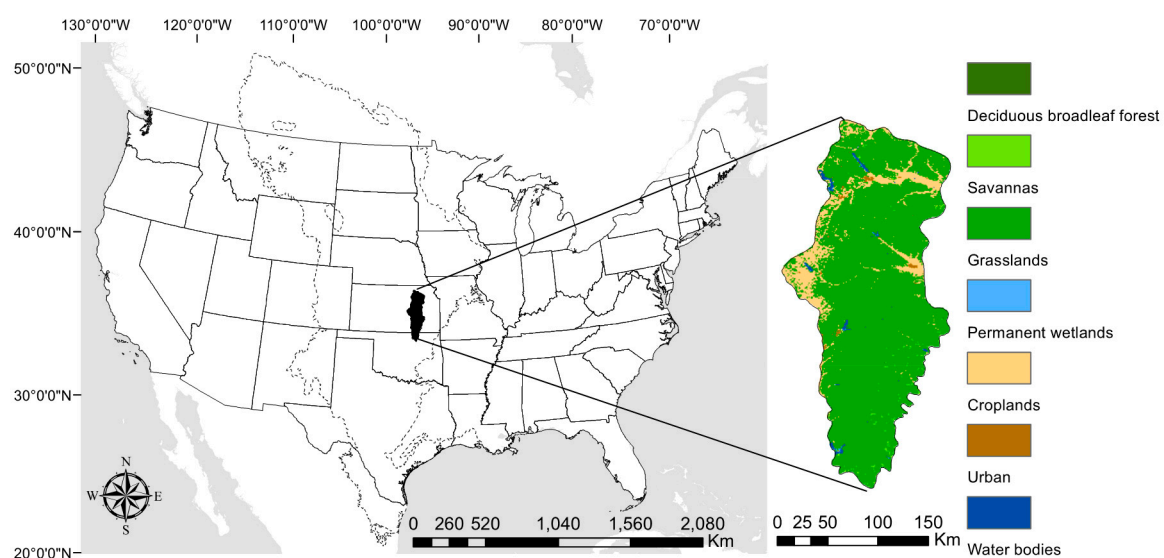 130°0'0"W 120°0'0"W 110°0'0"W 100°0'0"W 90°0'0"W 80°0'0"W 70°0'0"W
50°0'0"N
40°0'0"N
30°0'0"N
20°0'0"N
N
W E
S
0 260 520 1,040 1,560 2,080
Km
0 25 50 100 150
Km
Deciduous broadleaf forest
Savannas
Grasslands
Permanent wetlands
Croplands
Urban
Water bodies